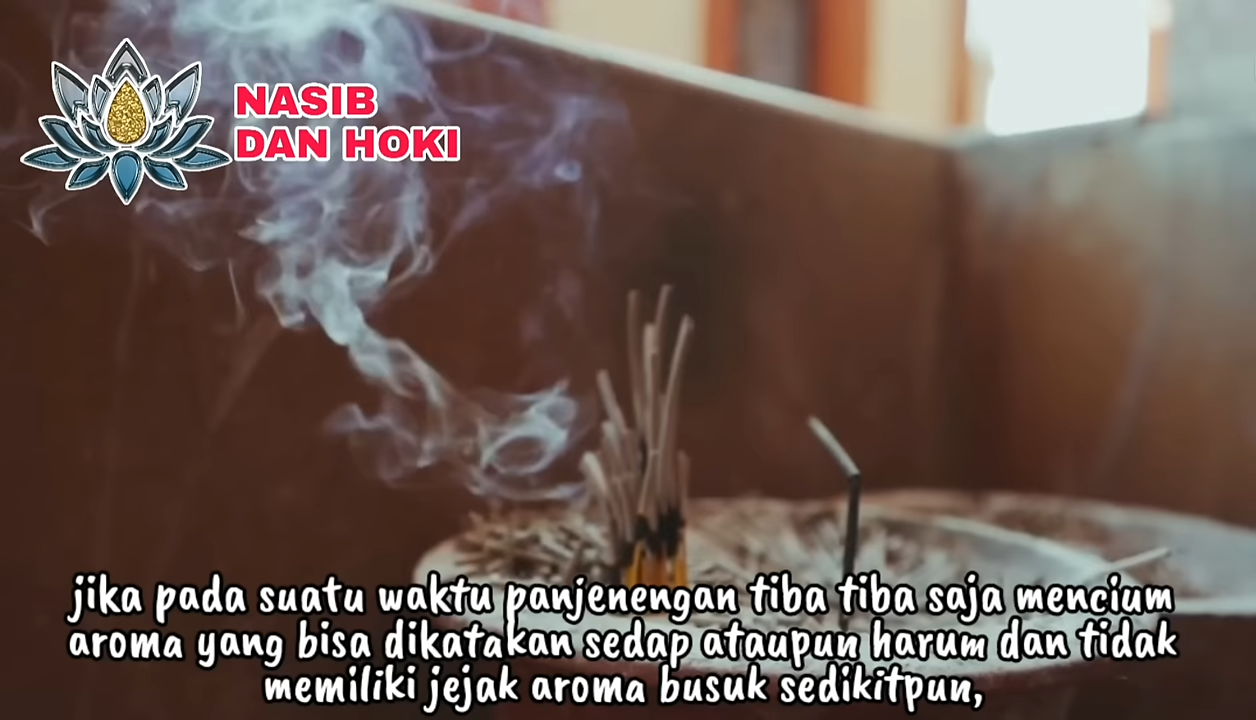 NASIB
DAN HOKI
jika pada suatu waktu panjenengan tiba tiba saja mencium
aroma yang bisa dikatakan sedap ataupun harum dan tidak
memiliki jejak aroma busuk sedikitpun,